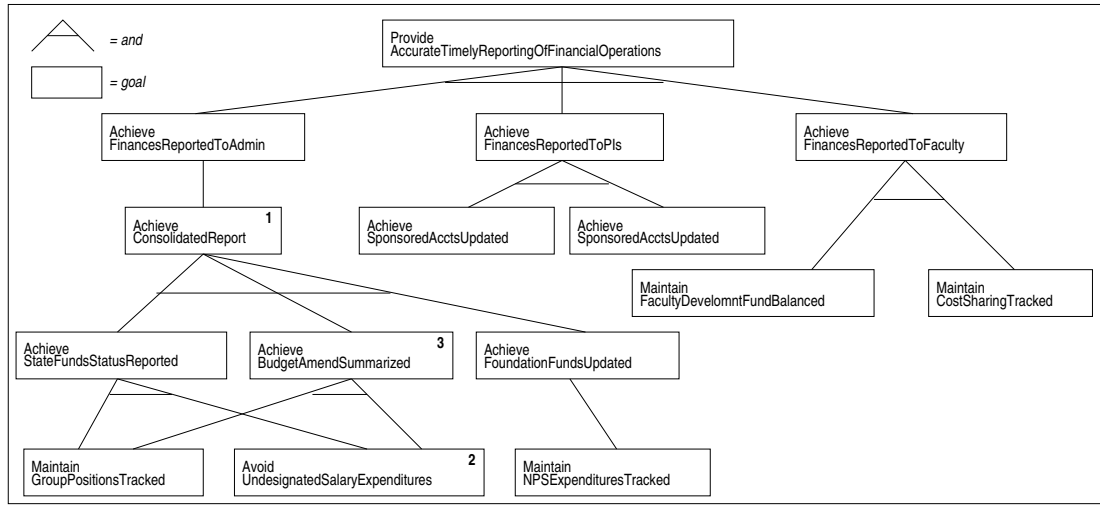 = and
= goal
Provide
AccurateTimelyReportingOfFinancialOperations
Achieve
FinancesReportedToAdmin
Achieve
FinancesReportedToPIs
Achieve
FinancesReportedToFaculty
Achieve 1
ConsolidatedReport
Achieve
SponsoredAcctsUpdated
Achieve
SponsoredAcctsUpdated
Maintain
FacultyDevelomntFundBalanced
Maintain
CostSharingTracked
Achieve
StateFundsStatusReported
Achieve 3
BudgetAmendSummarized
Achieve
FoundationFundsUpdated
Maintain
GroupPositionsTracked
Avoid 2
UndesignatedSalaryExpenditures
Maintain
NPSExpendituresTracked